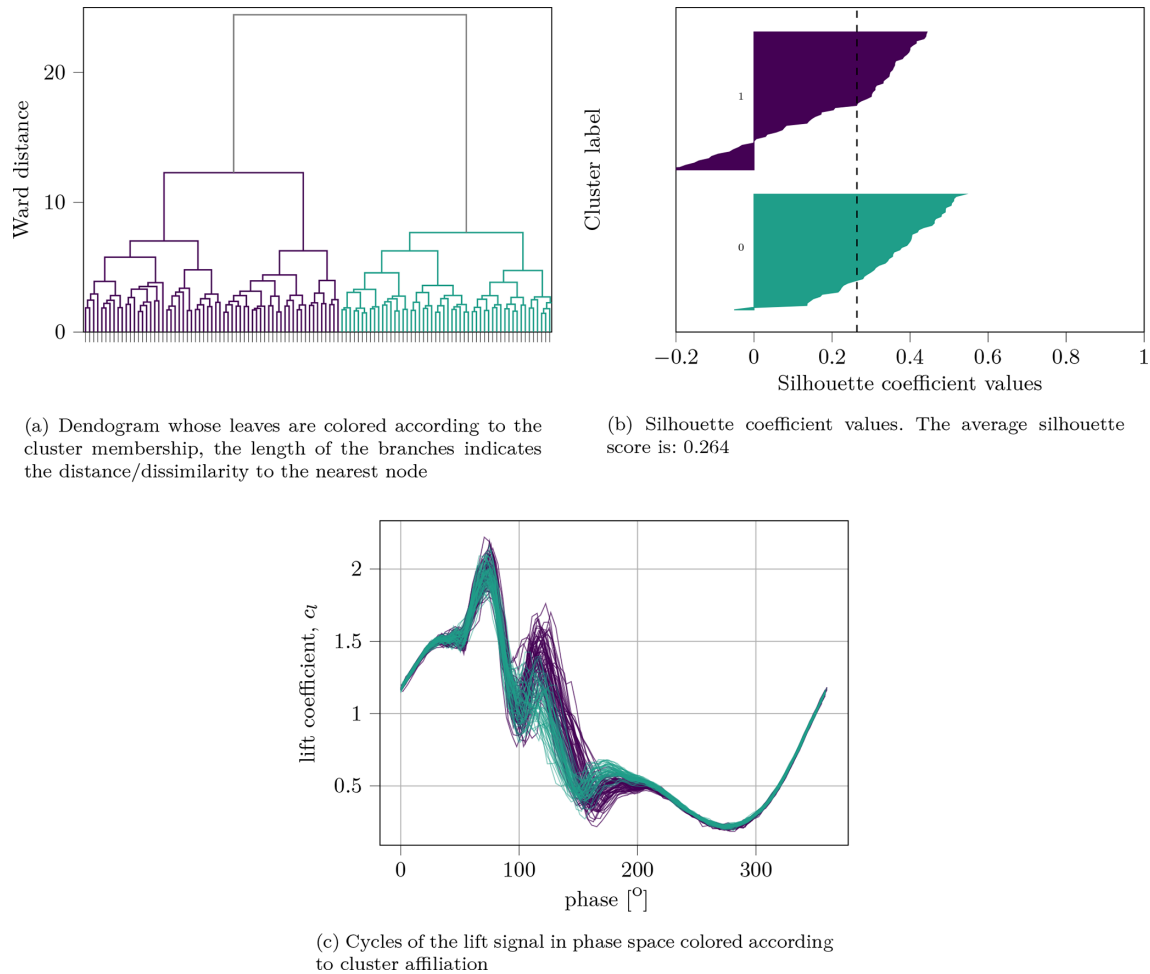 Ward distance
20
10
0
Cluster label
1
0
−0.2
0
0.2
0.4
0.6
0.8
1
Silhouette coefficient values
(a) Dendogram whose leaves are colored according to the
cluster membership, the length of the branches indicates
the distance/dissimilarity to the nearest node
(b) Silhouette coefficient values. The average silhouette
score is: 0.264
lift coefficient, cₗ
2
1.5
1
0.5
0
100
200
300
phase [º]
(c) Cycles of the lift signal in phase space colored according
to cluster affiliation